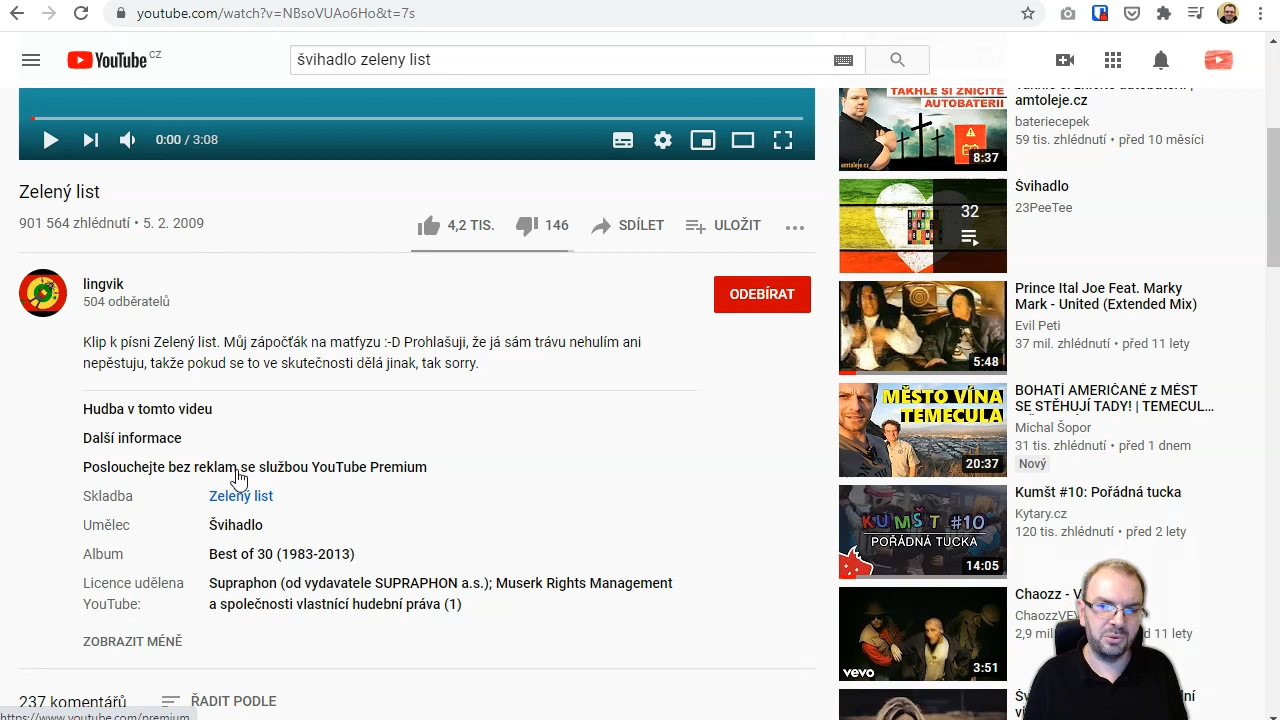 youtube.com/watch?v=NBsoVUAo6Ho&t=7s
YouTube CZ
švihadlo zeleny list
0:00 / 3:08
Zelený list
901 564 zhlédnutí • 5. 2. 2009
4,2 TIS.
146
SDÍLET
ULOŽIT
lingvik
504 odběratelů
ODEBÍRAT
Klip k písni Zelený list. Můj zápočťák na matfyzu :-D Prohlašuji, že já sám trávu nehulím ani
nepěstuju, takže pokud se to ve skutečnosti dělá jinak, tak sorry.
Hudba v tomto videu
Další informace
Poslouchejte bez reklam se službou YouTube Premium
Skladba Zelený list
Umělec Švihadlo
Album Best of 30 (1983-2013)
Licence udělena Supraphon (od vydavatele SUPRAPHON a.s.); Muserk Rights Management
YouTube: a společnosti vlastnící hudební práva (1)
ZOBRAZIT MÉNĚ
237 komentářů
ŘADIT PODLE
https://www.youtube.com/premium
TAKHLE SI ZNIČÍTE
AUTOBATERII
amtoleje.cz
8:37
amtoleje.cz
bateriecepek
59 tis. zhlédnutí • před 10 měsíci
32
Švihadlo
23PeeTee
5:48
Prince Ital Joe Feat. Marky
Mark - United (Extended Mix)
Evil Peti
37 mil. zhlédnutí • před 11 lety
MĚSTO VÍNA
TEMECULA
20:37
BOHATÍ AMERIČANÉ z MĚST
SE STĚHUJÍ TADY! | TEMECUL...
Michal Šopor
31 tis. zhlédnutí • před 1 dnem
Nový
KUMŠT #10
POŘÁDNÁ TUCKA
14:05
Kumšt #10: Pořádná tucka
Kytary.cz
120 tis. zhlédnutí • před 2 lety
vevo
3:51
Chaozz - V
ChaozzVEV
2,9 mil
d 11 lety